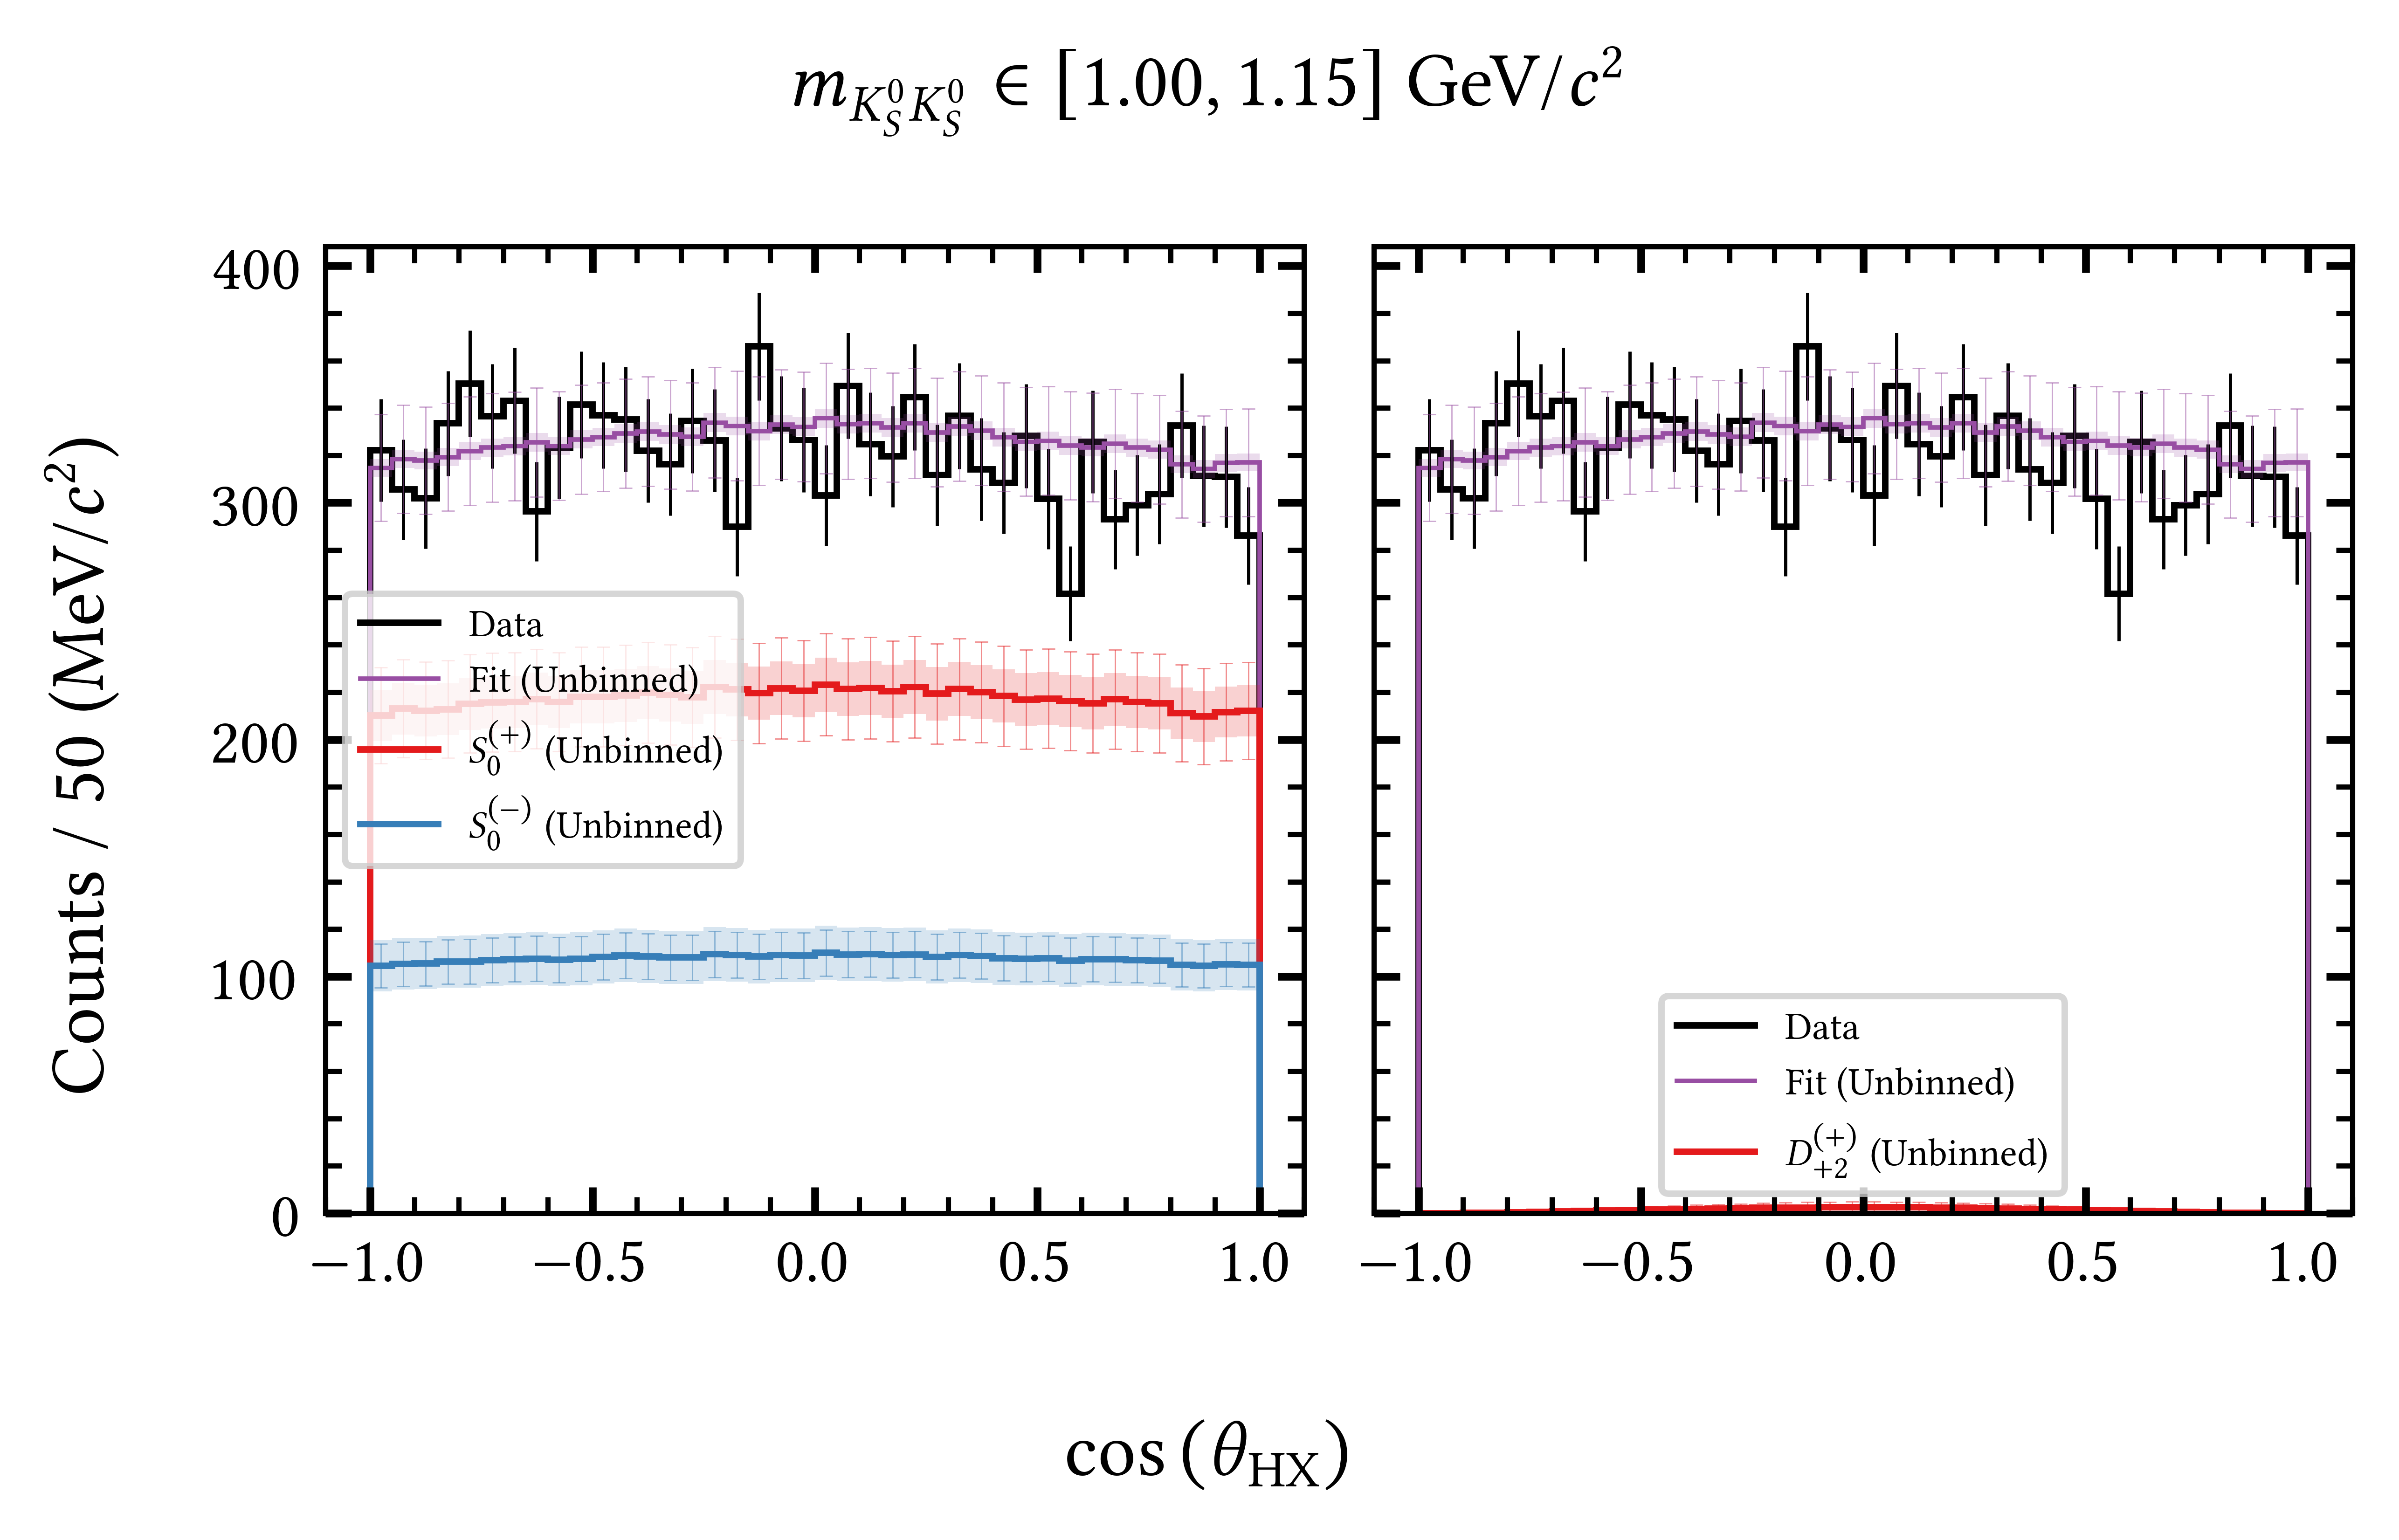 m_{K_S^0 K_S^0} ∈ [1.00, 1.15] GeV/c²
Counts / 50 (MeV/c²)
400
300
200
100
0
Data
Fit (Unbinned)
S_0^{(+)} (Unbinned)
S_0^{(−)} (Unbinned)
−1.0 −0.5 0.0 0.5 1.0
Data
Fit (Unbinned)
D_{+2}^{(+)} (Unbinned)
−1.0 −0.5 0.0 0.5 1.0
cos (θ_HX)